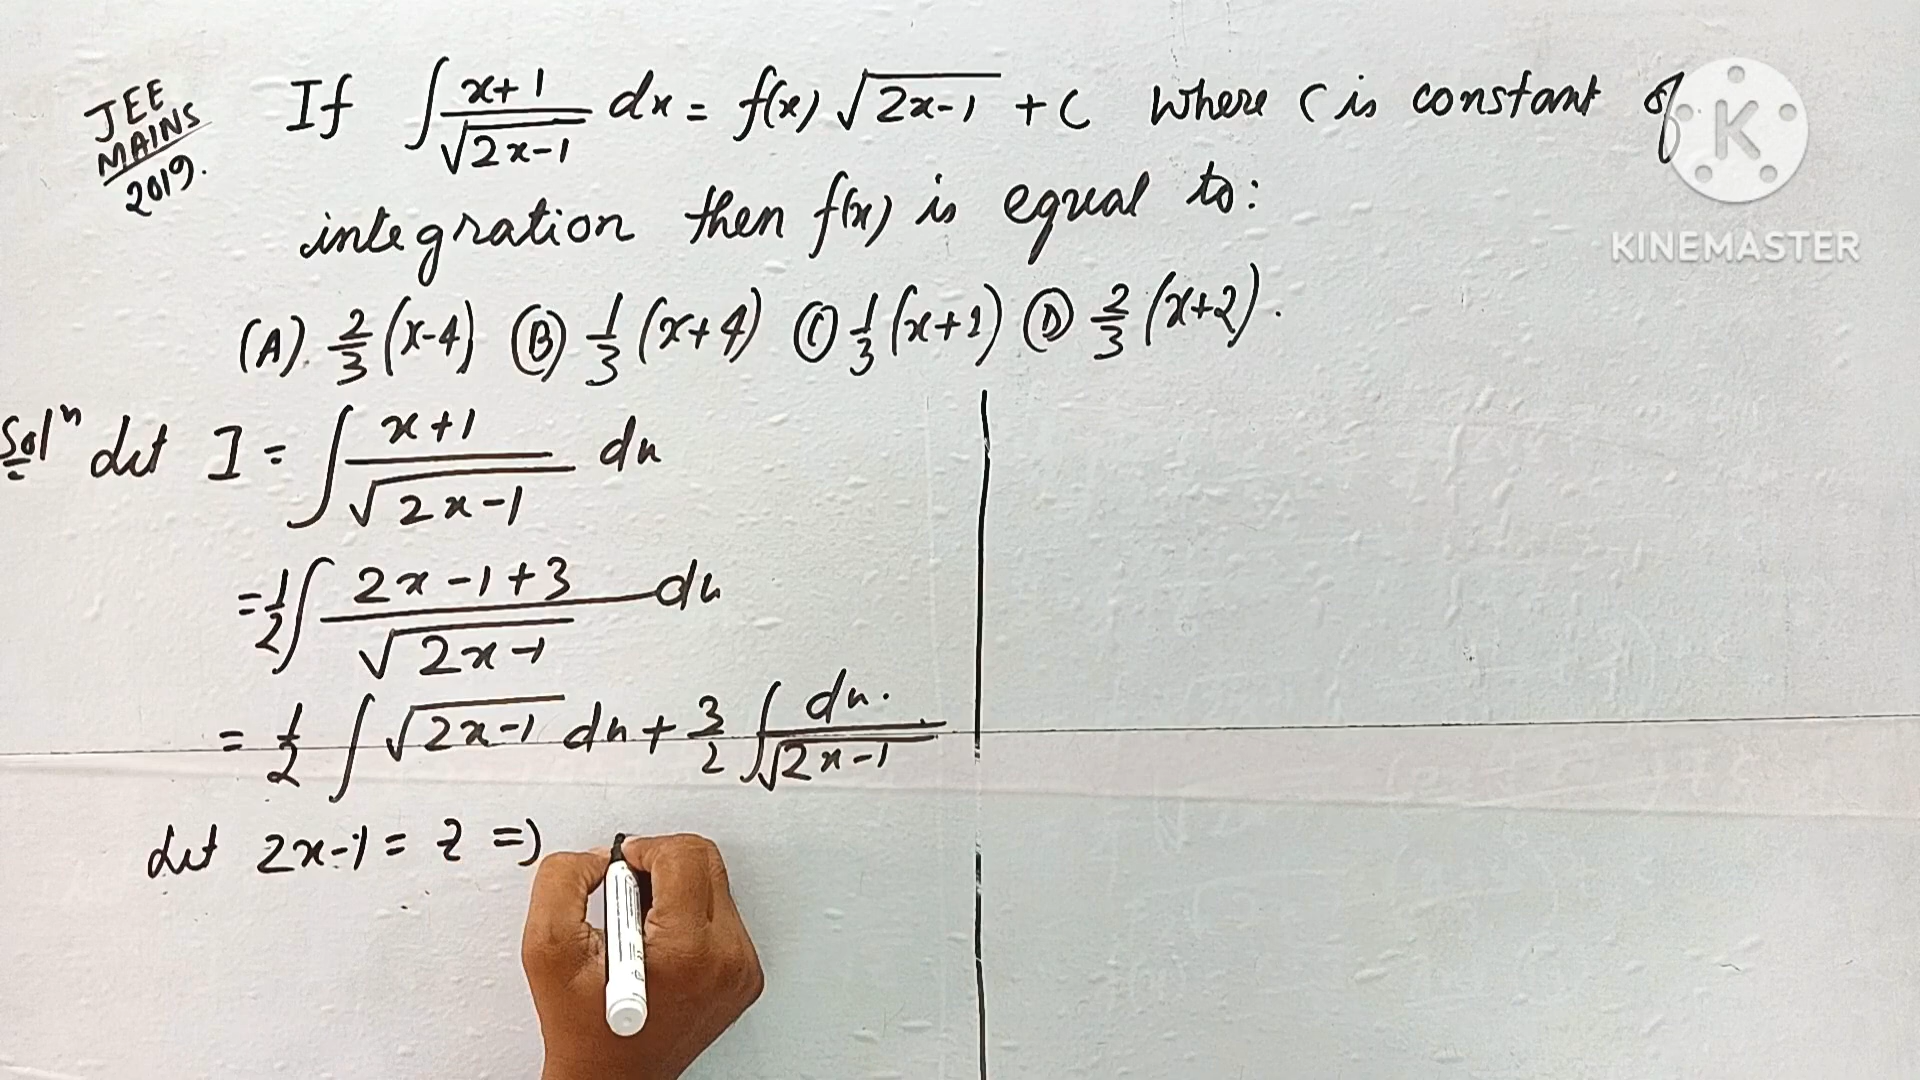 JEE
MAINS
2019.
If ∫ x+1/√2x-1 dx = f(x) √2x-1 + C where C is constant of
integration then f(x) is equal to:
(A) 2/3 (x-4) (B) 1/3 (x+4) (C) 1/3 (x+1) (D) 2/3 (x+2).
Solⁿ Let I = ∫ x+1/√2x-1 dx
= 1/2 ∫ 2x-1+3/√2x-1 dx
= 1/2 ∫ √2x-1 dx + 3/2 ∫ dx/√2x-1
Let 2x-1 = z =>
K
KINEMASTER